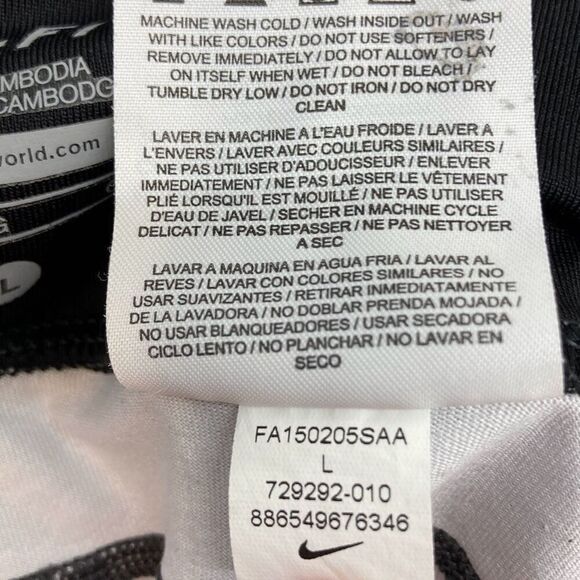 MACHINE WASH COLD / WASH INSIDE OUT / WASH
WITH LIKE COLORS / DO NOT USE SOFTENERS /
REMOVE IMMEDIATELY / DO NOT ALLOW TO LAY
ON ITSELF WHEN WET / DO NOT BLEACH /
TUMBLE DRY LOW / DO NOT IRON / DO NOT DRY
CLEAN
LAVER EN MACHINE A L'EAU FROIDE / LAVER A
L'ENVERS / LAVER AVEC COULEURS SIMILAIRES /
NE PAS UTILISER D'ADOUCISSEUR / ENLEVER
IMMEDIATEMENT / NE PAS LAISSER LE VÊTEMENT
PLIÉ LORSQU'IL EST MOUILLÉ / NE PAS UTILISER
D'EAU DE JAVEL / SECHER EN MACHINE CYCLE
DELICAT / NE PAS REPASSER / NE PAS NETTOYER
A SEC
LAVAR A MAQUINA EN AGUA FRIA / LAVAR AL
REVES / LAVAR CON COLORES SIMILARES / NO
USAR SUAVIZANTES / RETIRAR INMEDIATAMENTE
DE LA LAVADORA / NO DOBLAR PRENDA MOJADA /
NO USAR BLANQUEADORES / USAR SECADORA
CICLO LENTO / NO PLANCHAR / NO LAVAR EN
SECO
MBODIA
CAMBODG
world.com
G
L
FA150205SAA
L
729292-010
886549676346